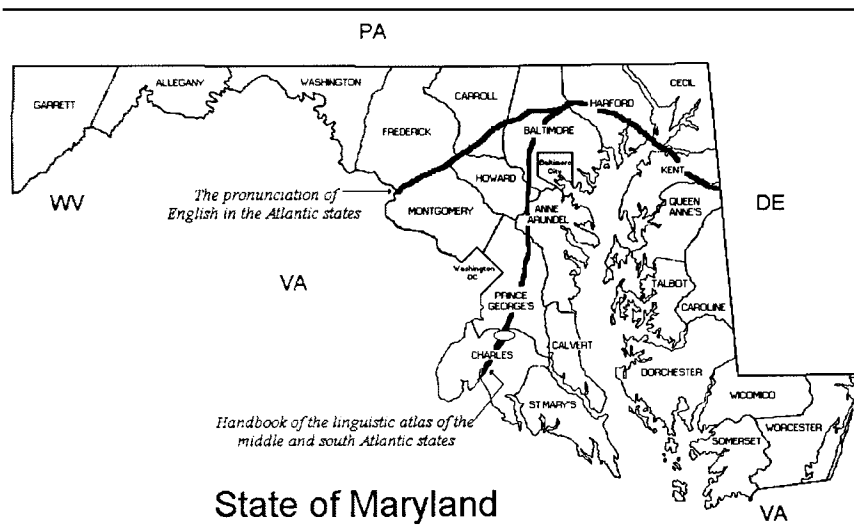 PA
GARRETT
ALLEGANY
WASHINGTON
FREDERICK
CARROLL
BALTIMORE
HARFORD
CECIL
Baltimore
City
KENT
HOWARD
MONTGOMERY
ANNE
ARUNDEL
QUEEN
ANNE'S
WV
The pronunciation of
English in the Atlantic states
DE
VA
Washington
DC
PRINCE
GEORGE'S
TALBOT
CAROLINE
CHARLES
CALVERT
DORCHESTER
ST MARY'S
WICOMICO
SOMERSET
WORCESTER
Handbook of the linguistic atlas of the
middle and south Atlantic states
State of Maryland
VA